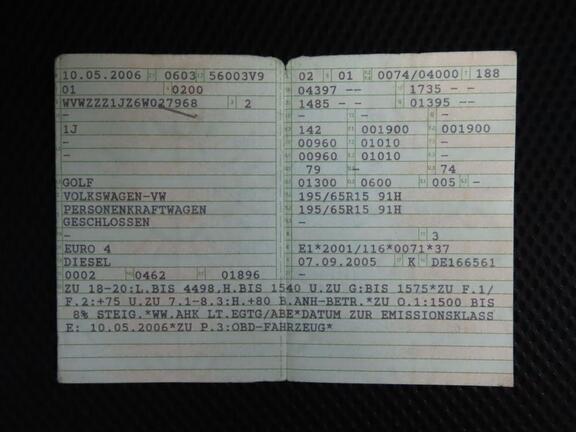 10.05.2006 0603 56003V9
01 0200
WVWZZZ1JZ6W027968 2
-
1J
-
-
GOLF
VOLKSWAGEN-VW
PERSONENKRAFTWAGEN
GESCHLOSSEN
-
EURO 4
DIESEL
0002 0462 01896
02 01 0074/04000 188
04397 -- 1735 --
1485 -- 01395 --
- - -
142 001900 001900
00960 01010 -
00960 01010 -
79 - 74
01300 0600 005 -
195/65R15 91H
195/65R15 91H
-
- 3
E1*2001/116*0071*37
07.09.2005 K DE166561
-
ZU 18-20:L.BIS 4498,H.BIS 1540 U.ZU G:BIS 1575*ZU F.1/
F.2:+75 U.ZU 7.1-8.3:H.+80 B.ANH-BETR.*ZU O.1:1500 BIS
8% STEIG.*WW.AHK LT.EGTG/ABE*DATUM ZUR EMISSIONSKLASS
E: 10.05.2006*ZU P.3:OBD-FAHRZEUG*